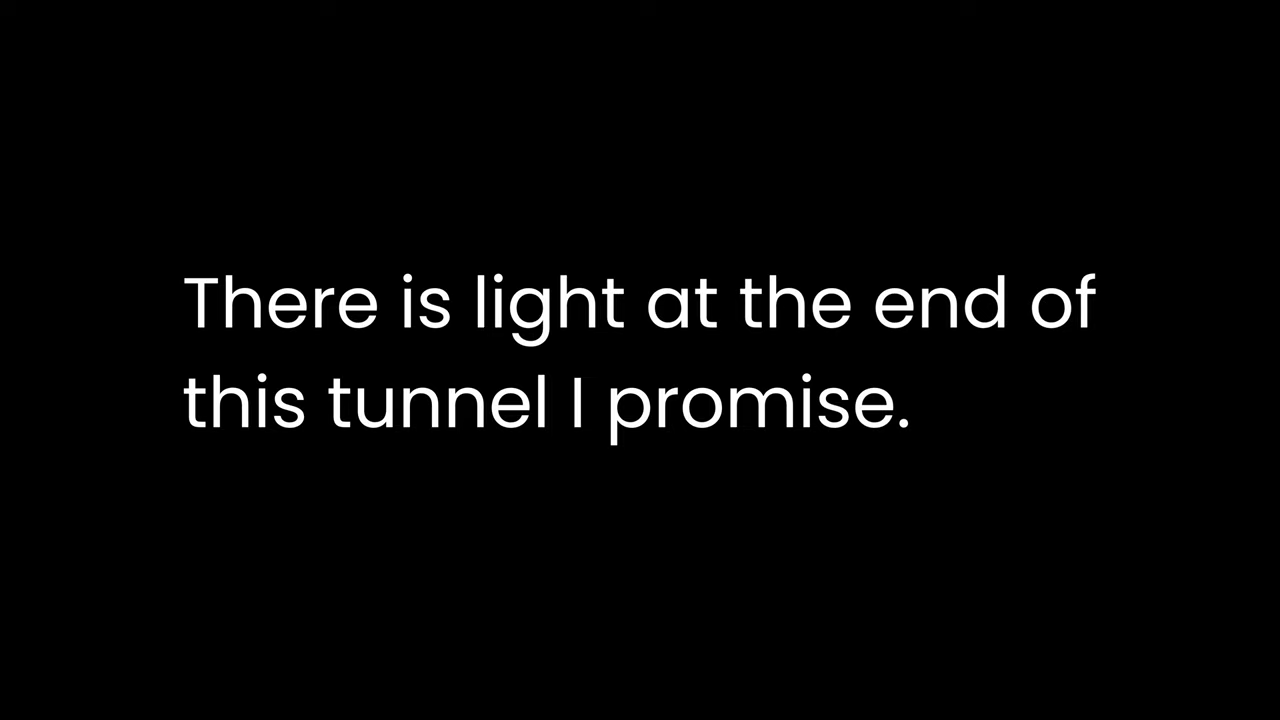 There is light at the end of
this tunnel I promise.